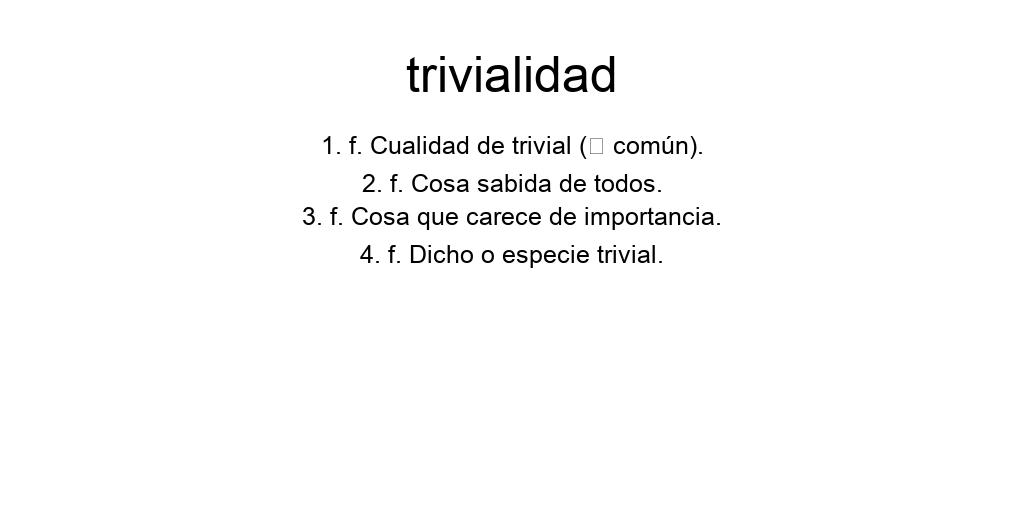 trivialidad
1. f. Cualidad de trivial (□ común).
2. f. Cosa sabida de todos.
3. f. Cosa que carece de importancia.
4. f. Dicho o especie trivial.